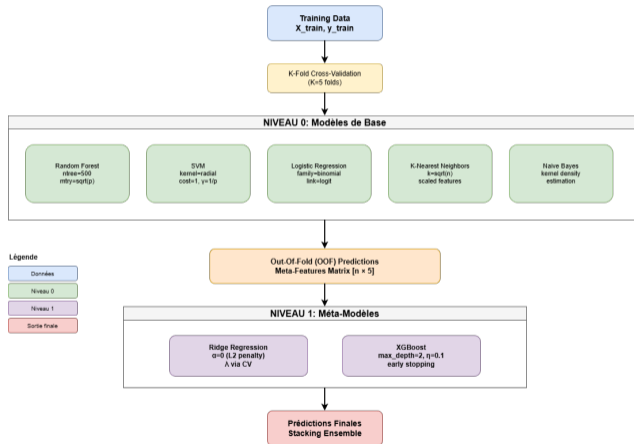 Training Data
X_train, y_train
K-Fold Cross-Validation
(K=5 folds)
NIVEAU 0: Modèles de Base
Random Forest
ntree=500
mtry=sqrt(p)
SVM
kernel=radial
cost=1, γ=1/p
Logistic Regression
family=binomial
link=logit
K-Nearest Neighbors
k=sqrt(n)
scaled features
Naive Bayes
kernel density
estimation
Out-Of-Fold (OOF) Predictions
Meta-Features Matrix [n × 5]
Légende
Données
Niveau 0
Niveau 1
Sortie finale
NIVEAU 1: Méta-Modèles
Ridge Regression
α=0 (L2 penalty)
λ via CV
XGBoost
max_depth=2, η=0.1
early stopping
Prédictions Finales
Stacking Ensemble